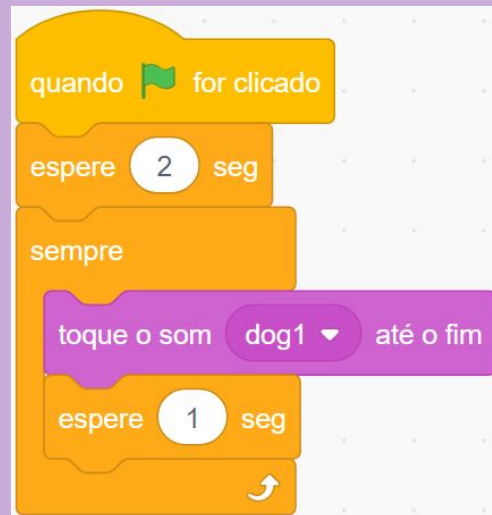 quando for clicado
espere 2 seg
sempre
toque o som dog1 até o fim
espere 1 seg